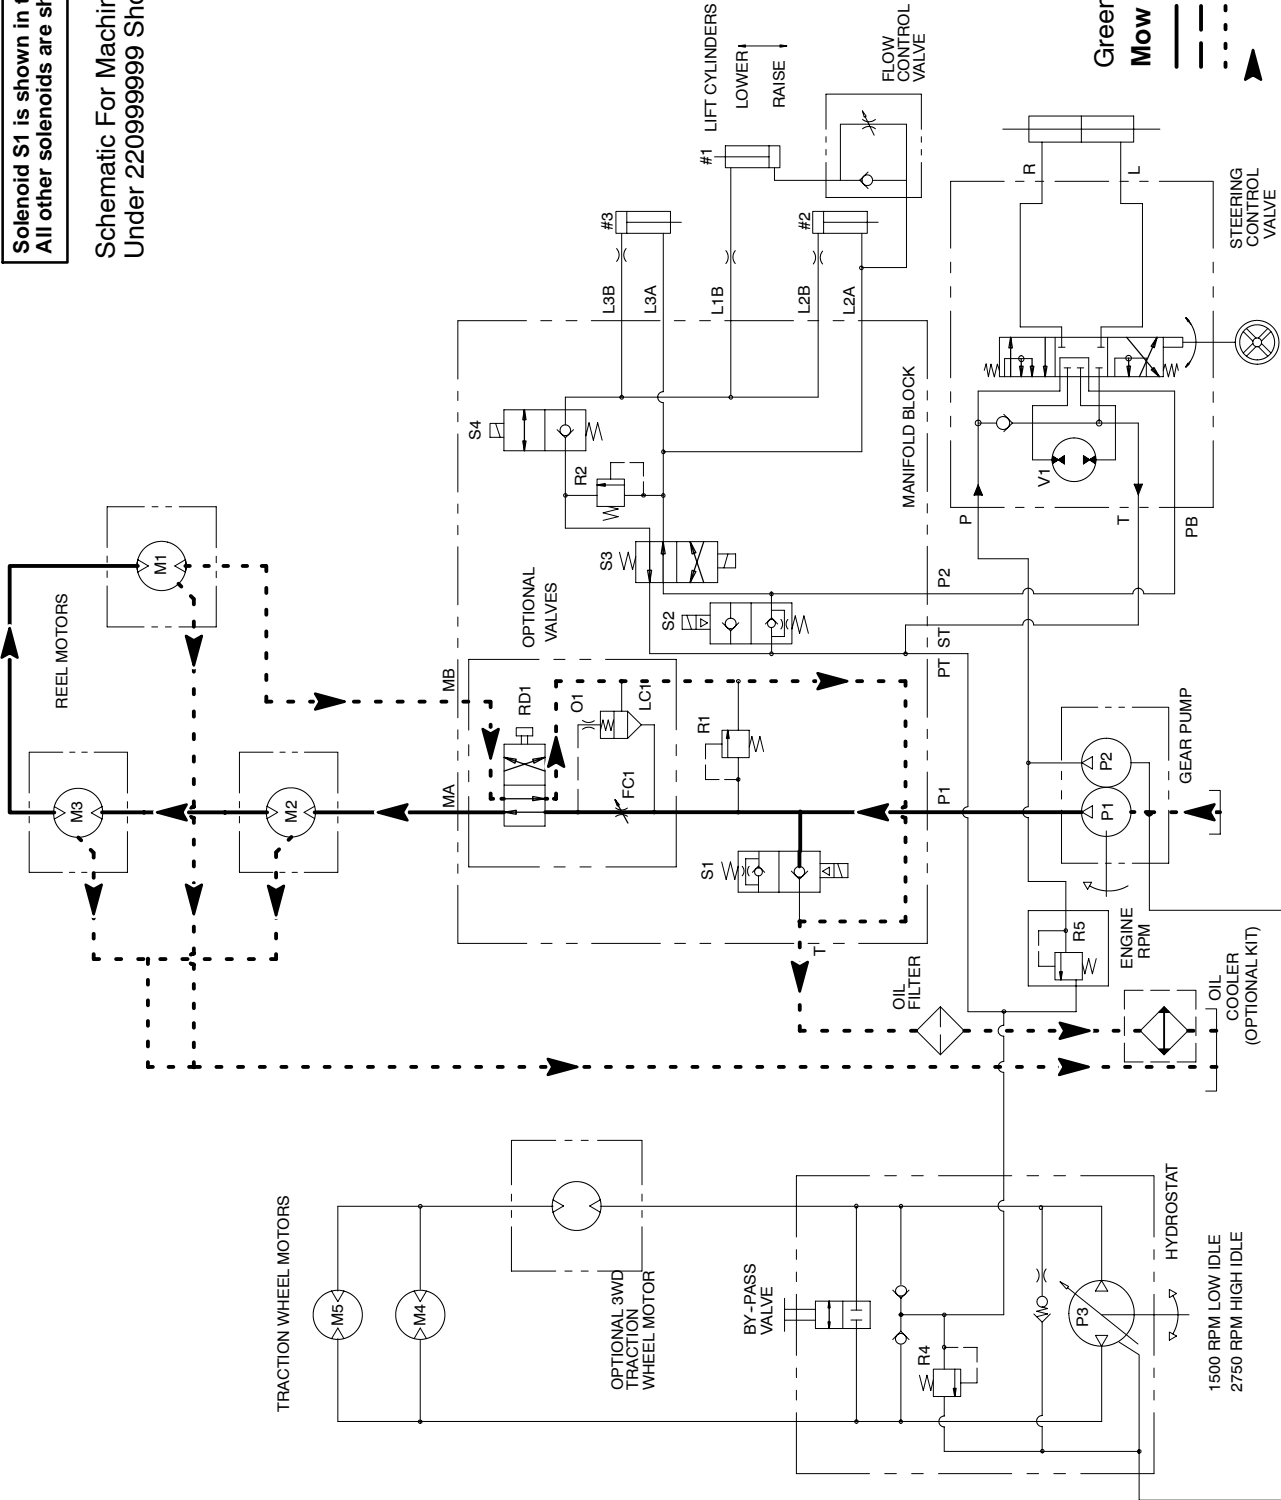 Solenoid S1 is shown in
All other solenoids are
Schematic For
Under 220999999
Green
Mow
LIFT CYLINDERS
LOWER
RAISE
FLOW
CONTROL
VALVE
#1
#3
#2
L3B
L3A
L1B
L2B
L2A
R
L
STEERING
CONTROL
VALVE
S4
R2
S3
S2
MANIFOLD BLOCK
V1
P
T
PB
P2
ST
PT
REEL MOTORS
M1
M3
M2
MB
MA
OPTIONAL
VALVES
RD1
O1
LC1
FC1
R1
S1
P1
T
GEAR PUMP
P2
P1
ENGINE
RPM
R5
OIL
FILTER
OIL
COOLER
(OPTIONAL KIT)
TRACTION WHEEL MOTORS
M5
M4
OPTIONAL 3WD
TRACTION
WHEEL MOTOR
BY-PASS
VALVE
R4
P3
HYDROSTAT
1500 RPM LOW IDLE
2750 RPM HIGH IDLE